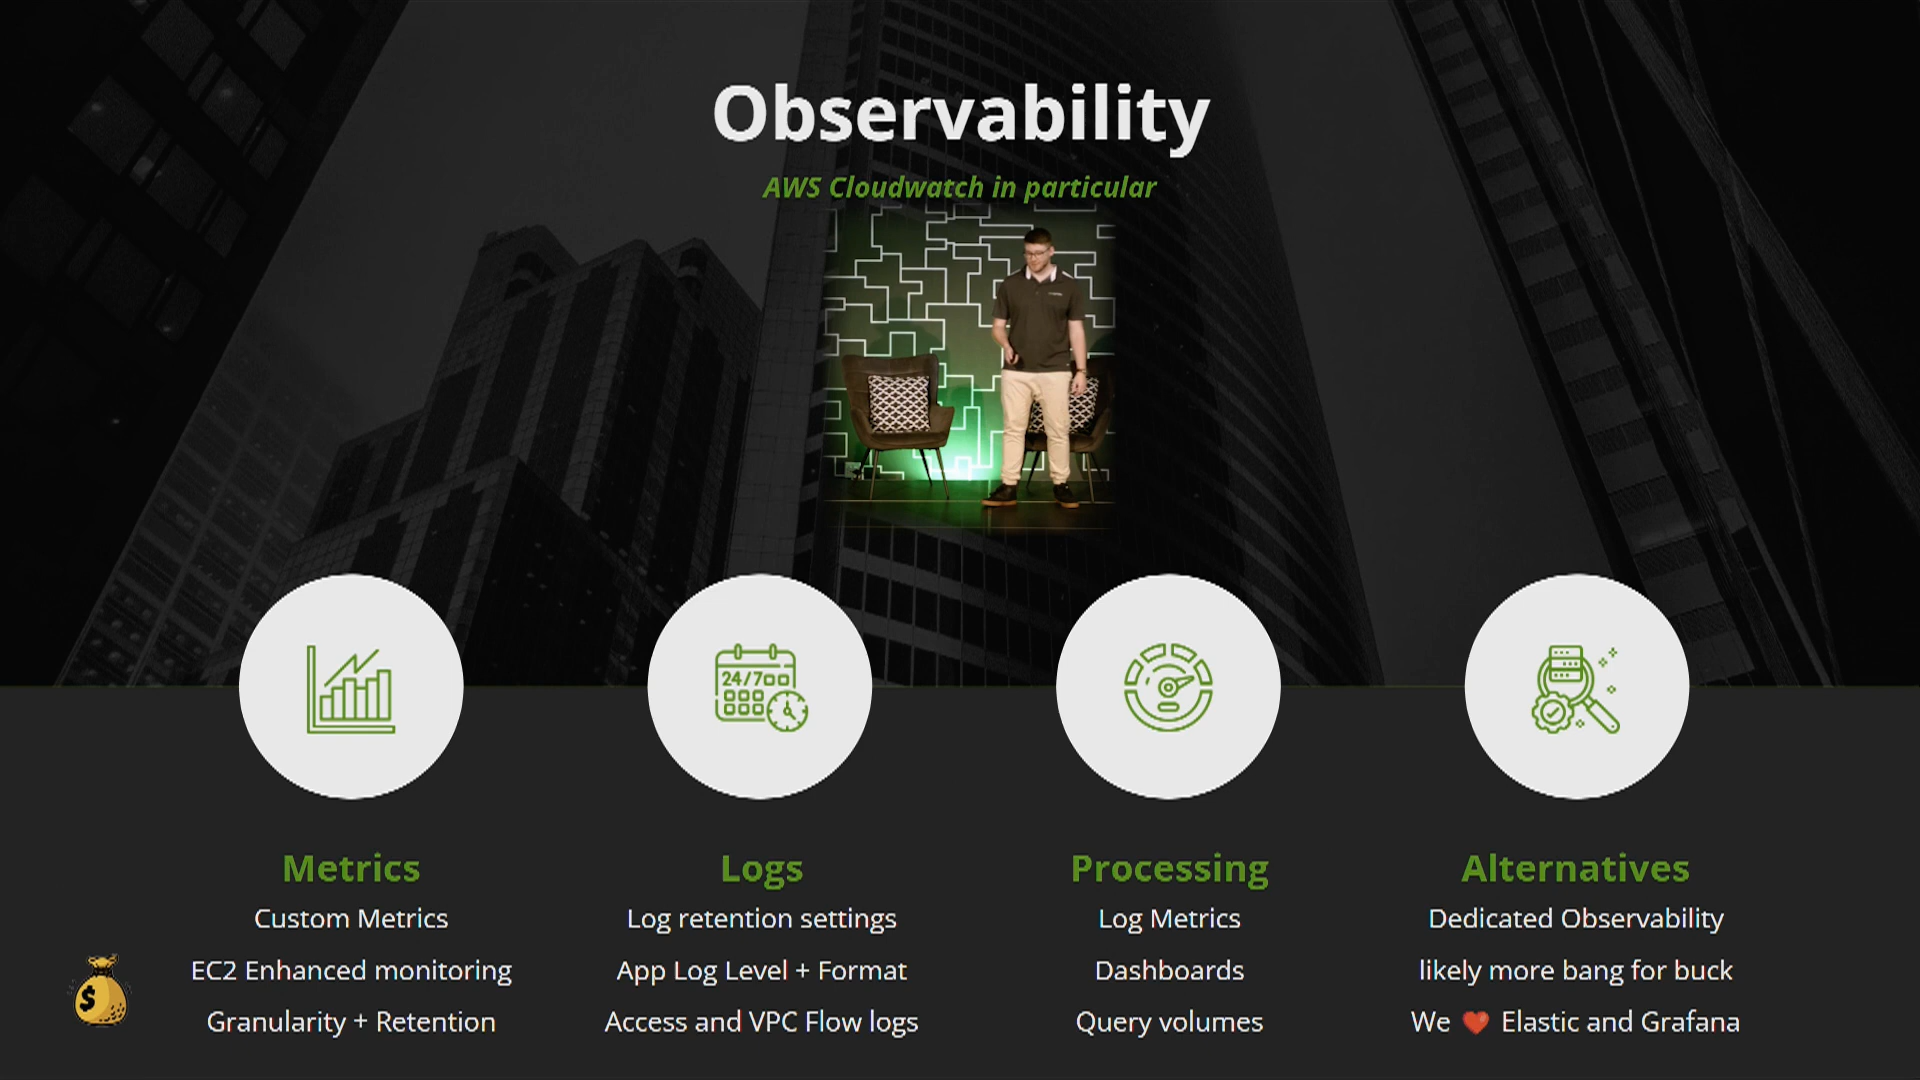 Observability
AWS Cloudwatch in particular
24/7
Metrics
Custom Metrics
EC2 Enhanced monitoring
Granularity + Retention
Logs
Log retention settings
App Log Level + Format
Access and VPC Flow logs
Processing
Log Metrics
Dashboards
Query volumes
Alternatives
Dedicated Observability
likely more bang for buck
We ❤️ Elastic and Grafana
$